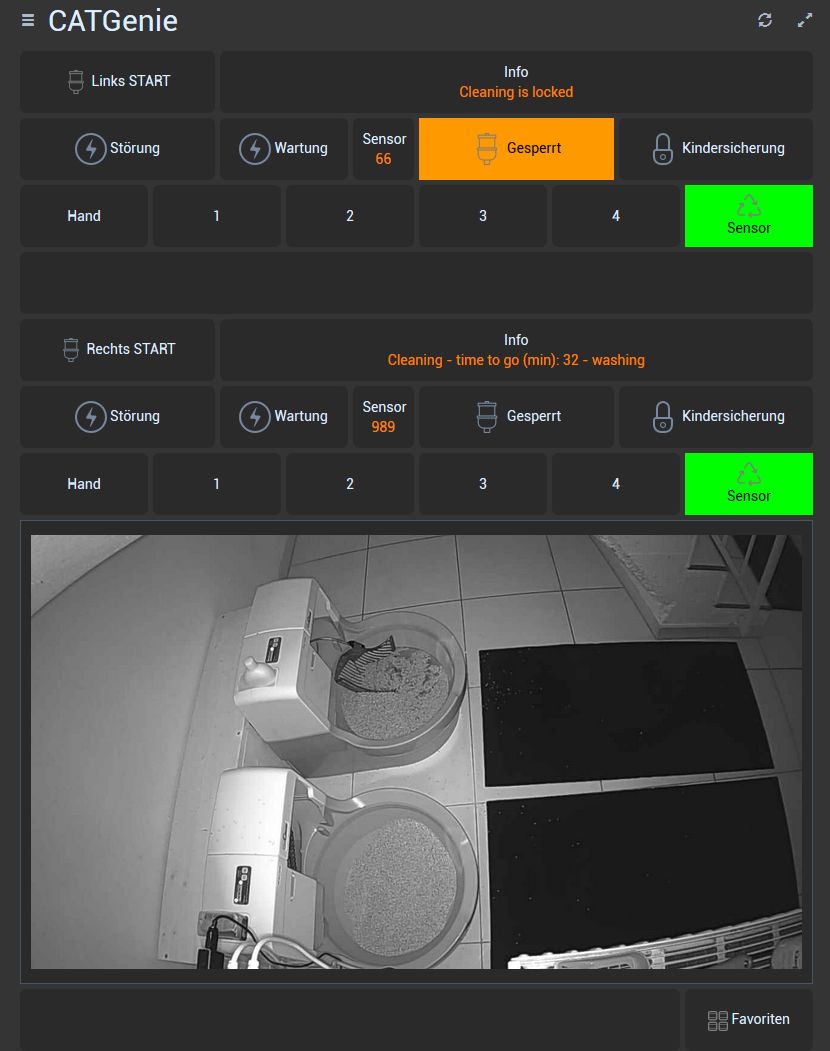 CATGenie
Links START
Info
Cleaning is locked
Störung
Wartung
Sensor
66
Gesperrt
Kindersicherung
Hand
1
2
3
4
Sensor
Rechts START
Info
Cleaning - time to go (min): 32 - washing
Störung
Wartung
Sensor
989
Gesperrt
Kindersicherung
Hand
1
2
3
4
Sensor
Favoriten